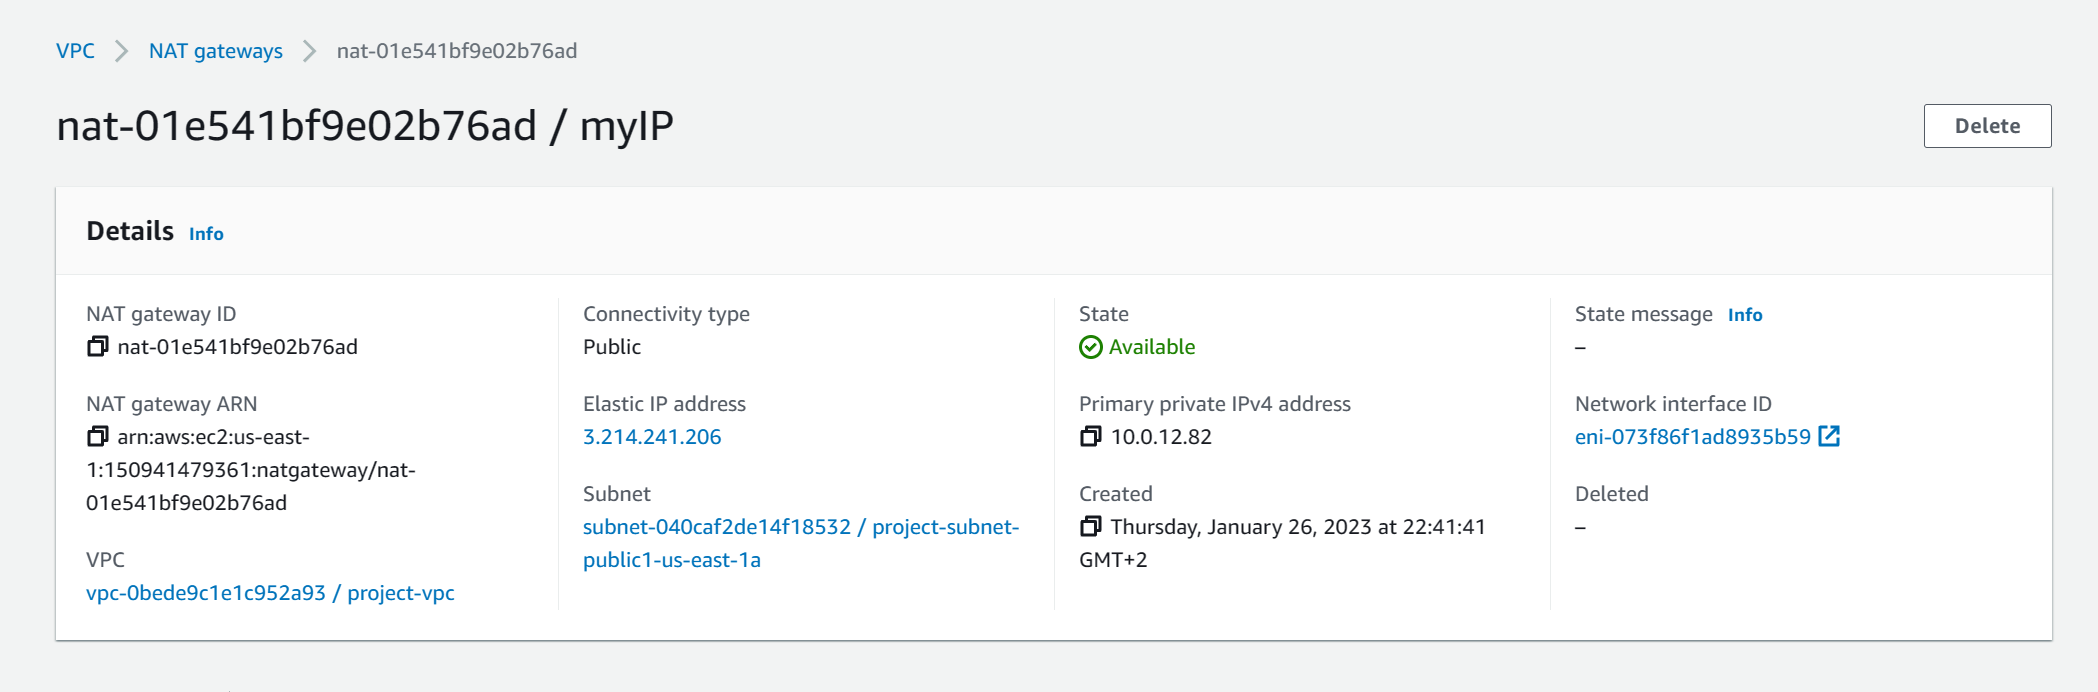 VPC > NAT gateways > nat-01e541bf9e02b76ad
nat-01e541bf9e02b76ad / myIP
Delete
Details Info
NAT gateway ID
nat-01e541bf9e02b76ad
NAT gateway ARN
arn:aws:ec2:us-east-
1:150941479361:natgateway/nat-
01e541bf9e02b76ad
VPC
vpc-0bede9c1e1c952a93 / project-vpc
Connectivity type
Public
Elastic IP address
3.214.241.206
Subnet
subnet-040caf2de14f18532 / project-subnet-
public1-us-east-1a
State
Available
Primary private IPv4 address
10.0.12.82
Created
Thursday, January 26, 2023 at 22:41:41
GMT+2
State message Info
–
Network interface ID
eni-073f86f1ad8935b59
Deleted
–